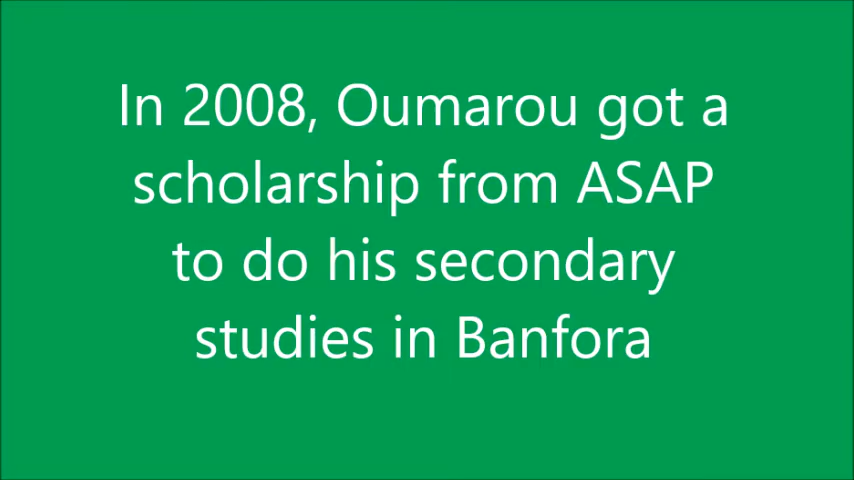 In 2008, Oumarou got a
scholarship from ASAP
to do his secondary
studies in Banfora